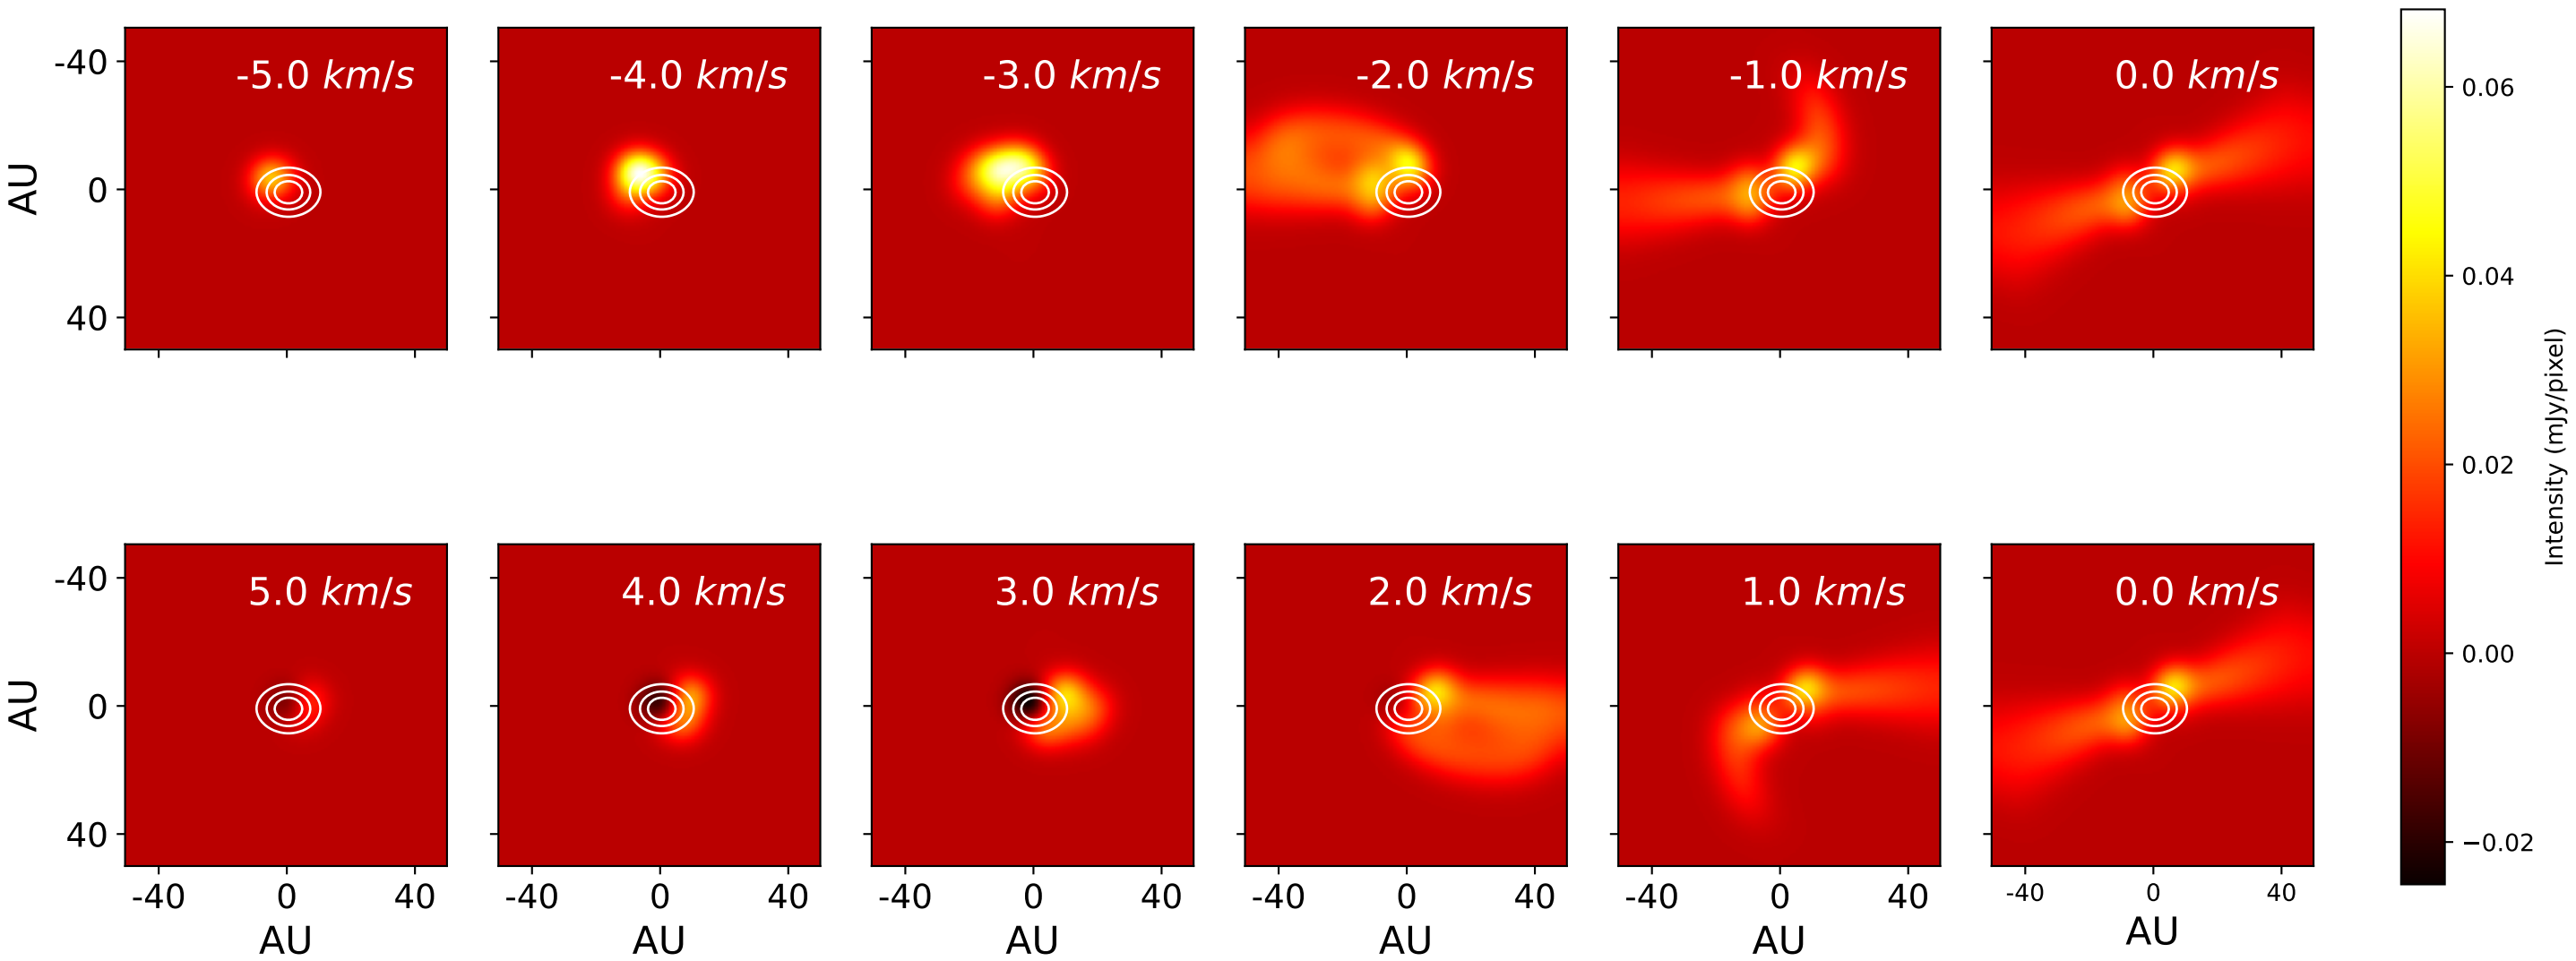 -5.0 km/s
-4.0 km/s
-3.0 km/s
-2.0 km/s
-1.0 km/s
0.0 km/s
-40
0
40
AU
5.0 km/s
4.0 km/s
3.0 km/s
2.0 km/s
1.0 km/s
0.0 km/s
-40
0
40
AU
-40 0 40
-40 0 40
-40 0 40
-40 0 40
-40 0 40
-40 0 40
AU
AU
AU
AU
AU
AU
0.06
0.04
0.02
0.00
−0.02
Intensity (mJy/pixel)